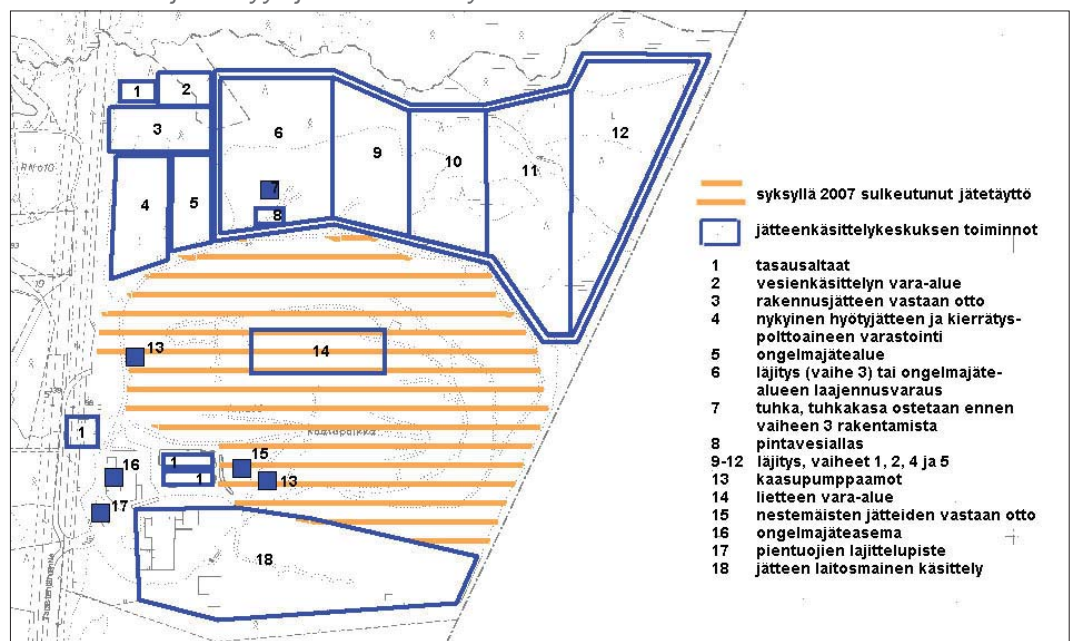 1
2
3
6
9
10
11
12
4
5
7
8
13
14
1
1
1
15
13
16
17
18
syksyllä 2007 sulkeutunut jätetäyttö
jätteenkäsittelykeskuksen toiminnot
1 tasausaltaat
2 vesienkäsittelyn vara-alue
3 rakennusjätteen vastaan otto
4 nykyinen hyötyjätteen ja kierrätys-
polttoaineen varastointi
5 ongelmajätealue
6 läjitys (vaihe 3) tai ongelmajäte-
alueen laajennusvaraus
7 tuhka, tuhkakasa ostetaan ennen
vaiheen 3 rakentamista
8 pintavesiallas
9-12 läjitys, vaiheet 1, 2, 4 ja 5
13 kaasupumppaamot
14 lietteen vara-alue
15 nestemäisten jätteiden vastaan otto
16 ongelmajäteasema
17 pientuojien lajittelupiste
18 jätteen laitosmainen käsittely